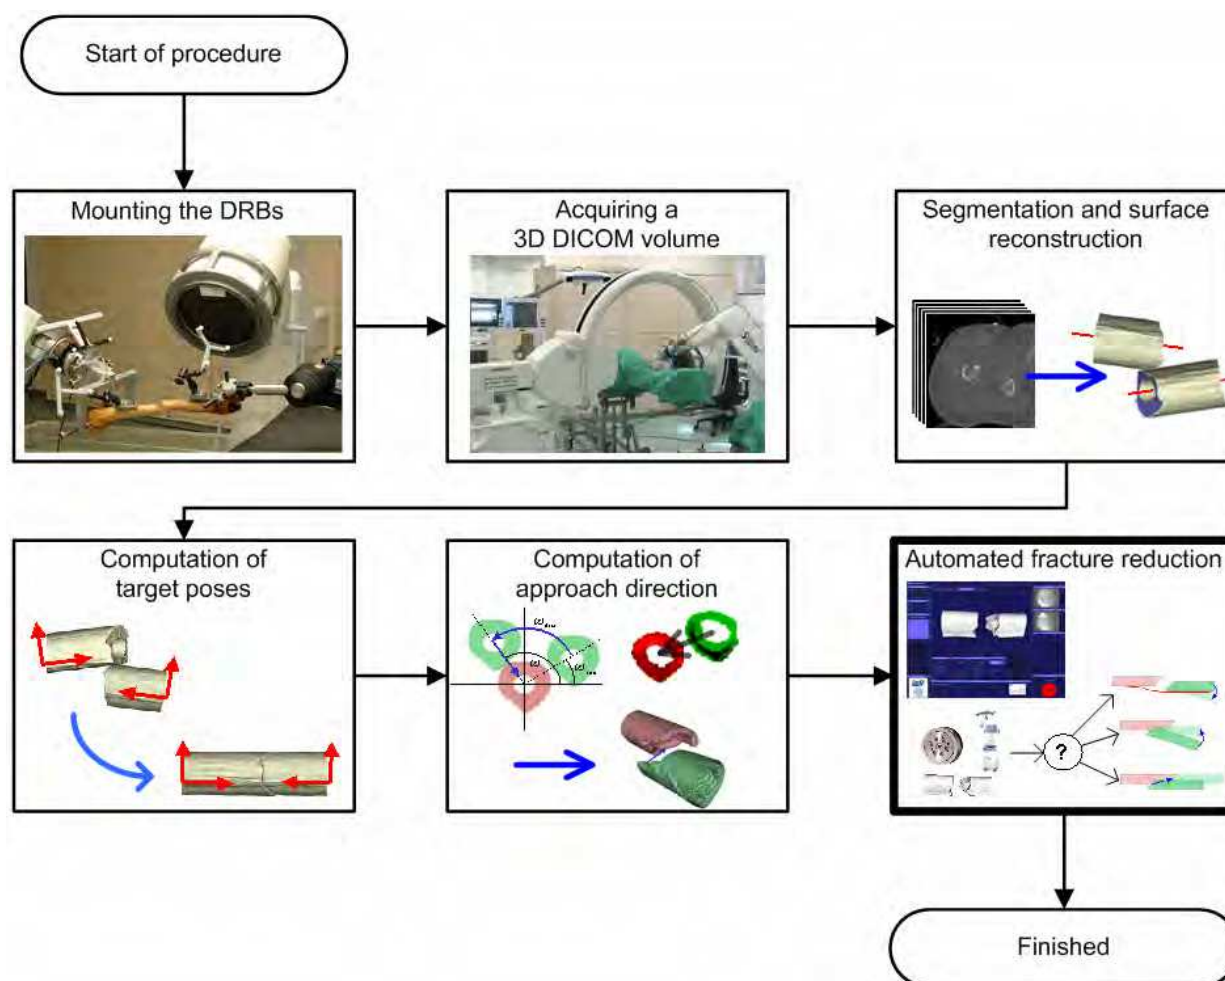 Start of procedure
Mounting the DRBs
Acquiring a
3D DICOM volume
Segmentation and surface
reconstruction
Computation of
target poses
Computation of
approach direction
Automated fracture reduction
?
Finished